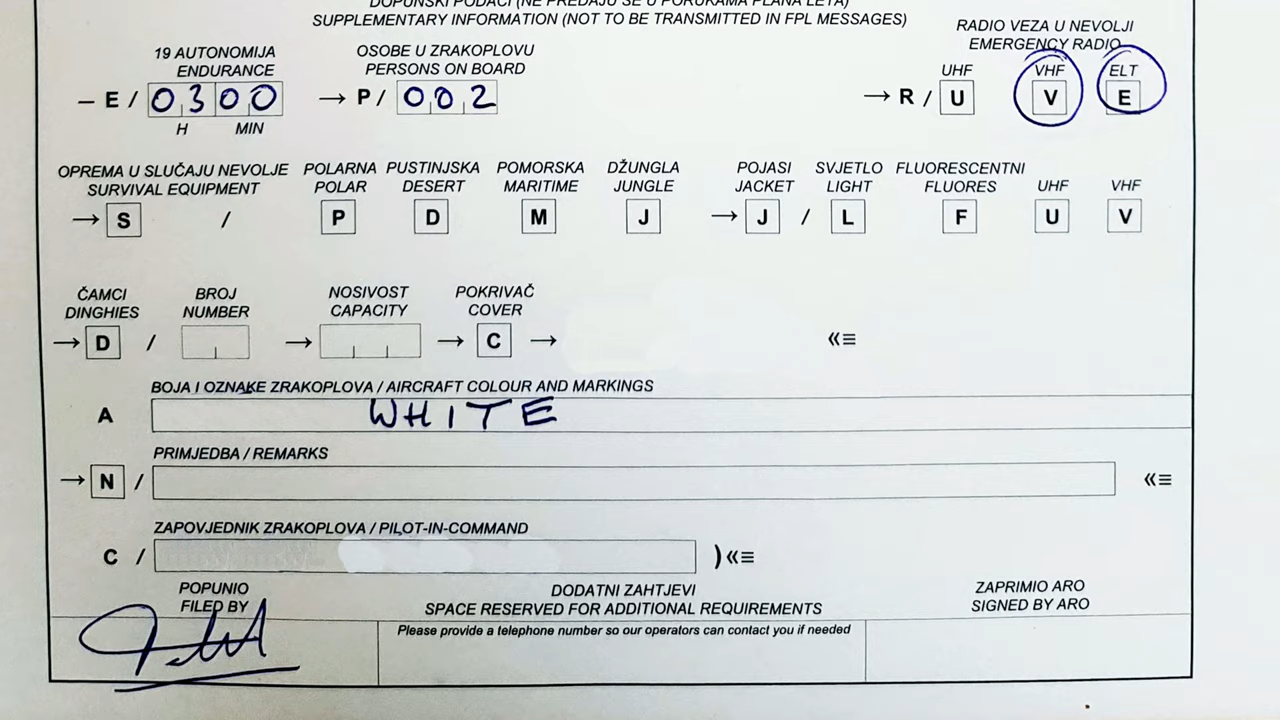 DOPUNSKI PODACI (NE PREDAJU SE U PORUKAMA PLANA LETA)
SUPPLEMENTARY INFORMATION (NOT TO BE TRANSMITTED IN FPL MESSAGES)
19 AUTONOMIJA OSOBE U ZRAKOPLOVU RADIO VEZA U NEVOLJI
ENDURANCE PERSONS ON BOARD EMERGENCY RADIO
UHF VHF ELT
– E / 0300 → P / 002 → R / U V E
H MIN
OPREMA U SLUČAJU NEVOLJE POLARNA PUSTINJSKA POMORSKA DŽUNGLA POJASI SVJETLO FLUORESCENTNI
SURVIVAL EQUIPMENT POLAR DESERT MARITIME JUNGLE JACKET LIGHT FLUORES UHF VHF
→ S / P D M J → J / L F U V
ČAMCI BROJ NOSIVOST POKRIVAČ
DINGHIES NUMBER CAPACITY COVER
→ D / → → C → «≡
BOJA I OZNAKE ZRAKOPLOVA / AIRCRAFT COLOUR AND MARKINGS
A WHITE
PRIMJEDBA / REMARKS
→ N / «≡
ZAPOVJEDNIK ZRAKOPLOVA / PILOT-IN-COMMAND
C / )«≡
POPUNIO DODATNI ZAHTJEVI ZAPRIMIO ARO
FILED BY SPACE RESERVED FOR ADDITIONAL REQUIREMENTS SIGNED BY ARO
Please provide a telephone number so our operators can contact you if needed